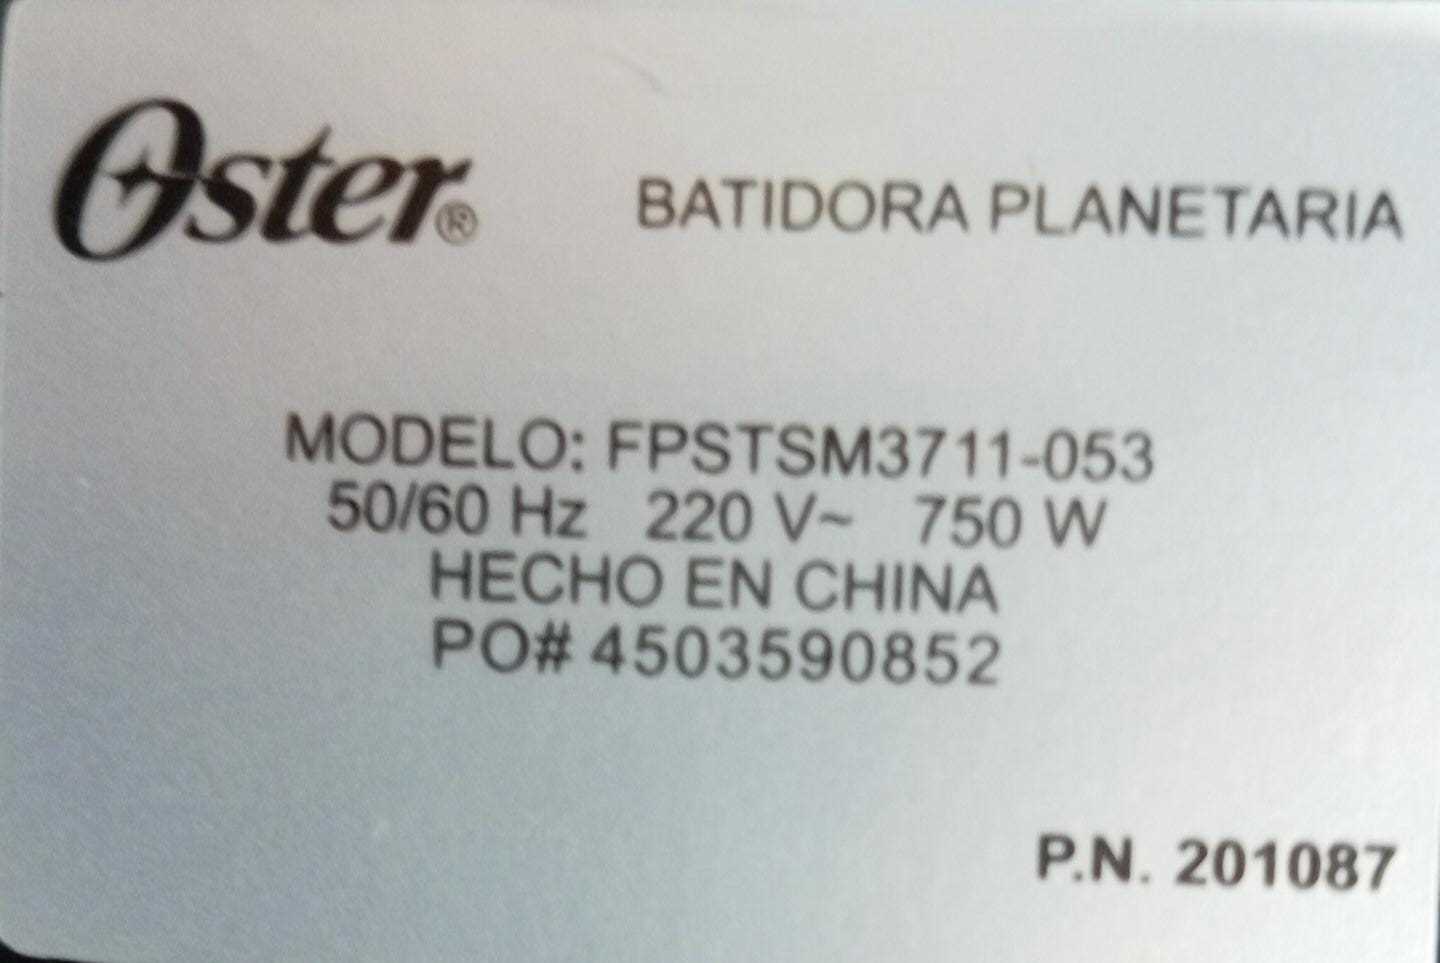 Oster®
BATIDORA PLANETARIA
MODELO: FPSTSM3711-053
50/60 Hz 220 V~ 750 W
HECHO EN CHINA
PO# 4503590852
P.N. 201087